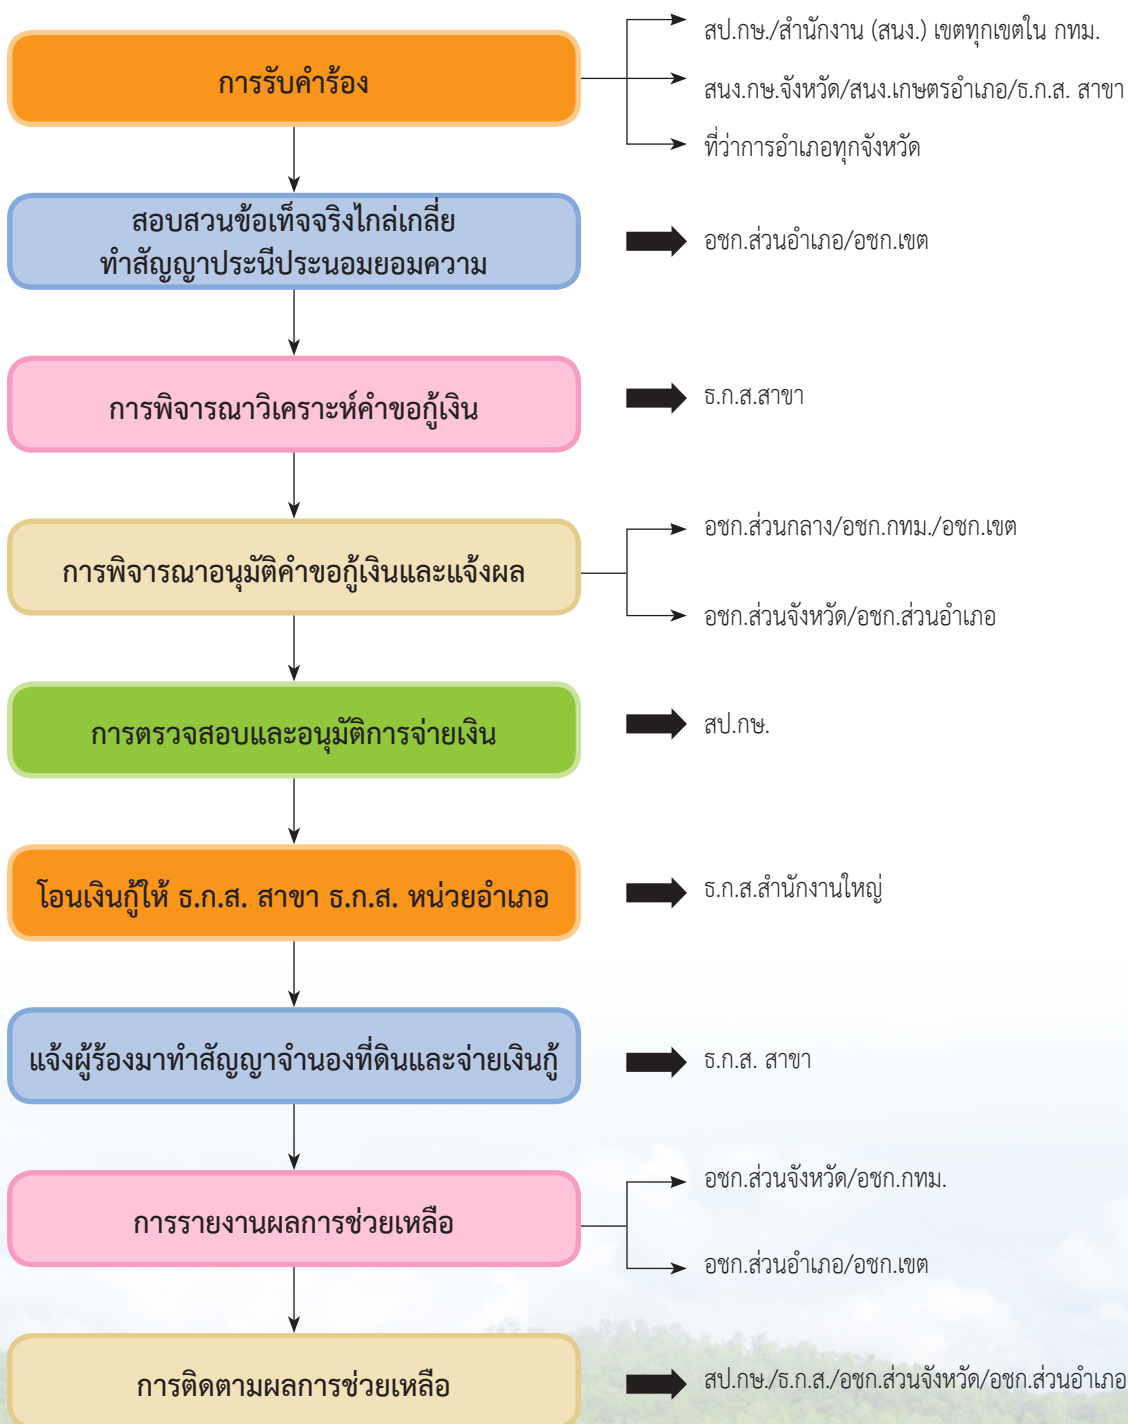 การรับคำร้อง
สป.กษ./สำนักงาน (สนง.) เขตทุกเขตใน กทม.
สนง.กษ.จังหวัด/สนง.เกษตรอำเภอ/ธ.ก.ส. สาขา
ที่ว่าการอำเภอทุกจังหวัด
สอบสวนข้อเท็จจริงไกล่เกลี่ย
ทำสัญญาประนีประนอมยอมความ
อชก.ส่วนอำเภอ/อชก.เขต
การพิจารณาวิเคราะห์คำขอกู้เงิน
ธ.ก.ส.สาขา
การพิจารณาอนุมัติคำขอกู้เงินและแจ้งผล
อชก.ส่วนกลาง/อชก.กทม./อชก.เขต
อชก.ส่วนจังหวัด/อชก.ส่วนอำเภอ
การตรวจสอบและอนุมัติการจ่ายเงิน
สป.กษ.
โอนเงินกู้ให้ ธ.ก.ส. สาขา ธ.ก.ส. หน่วยอำเภอ
ธ.ก.ส.สำนักงานใหญ่
แจ้งผู้ร้องมาทำสัญญาจำนองที่ดินและจ่ายเงินกู้
ธ.ก.ส. สาขา
การรายงานผลการช่วยเหลือ
อชก.ส่วนจังหวัด/อชก.กทม.
อชก.ส่วนอำเภอ/อชก.เขต
การติดตามผลการช่วยเหลือ
สป.กษ./ธ.ก.ส./อชก.ส่วนจังหวัด/อชก.ส่วนอำเภอ